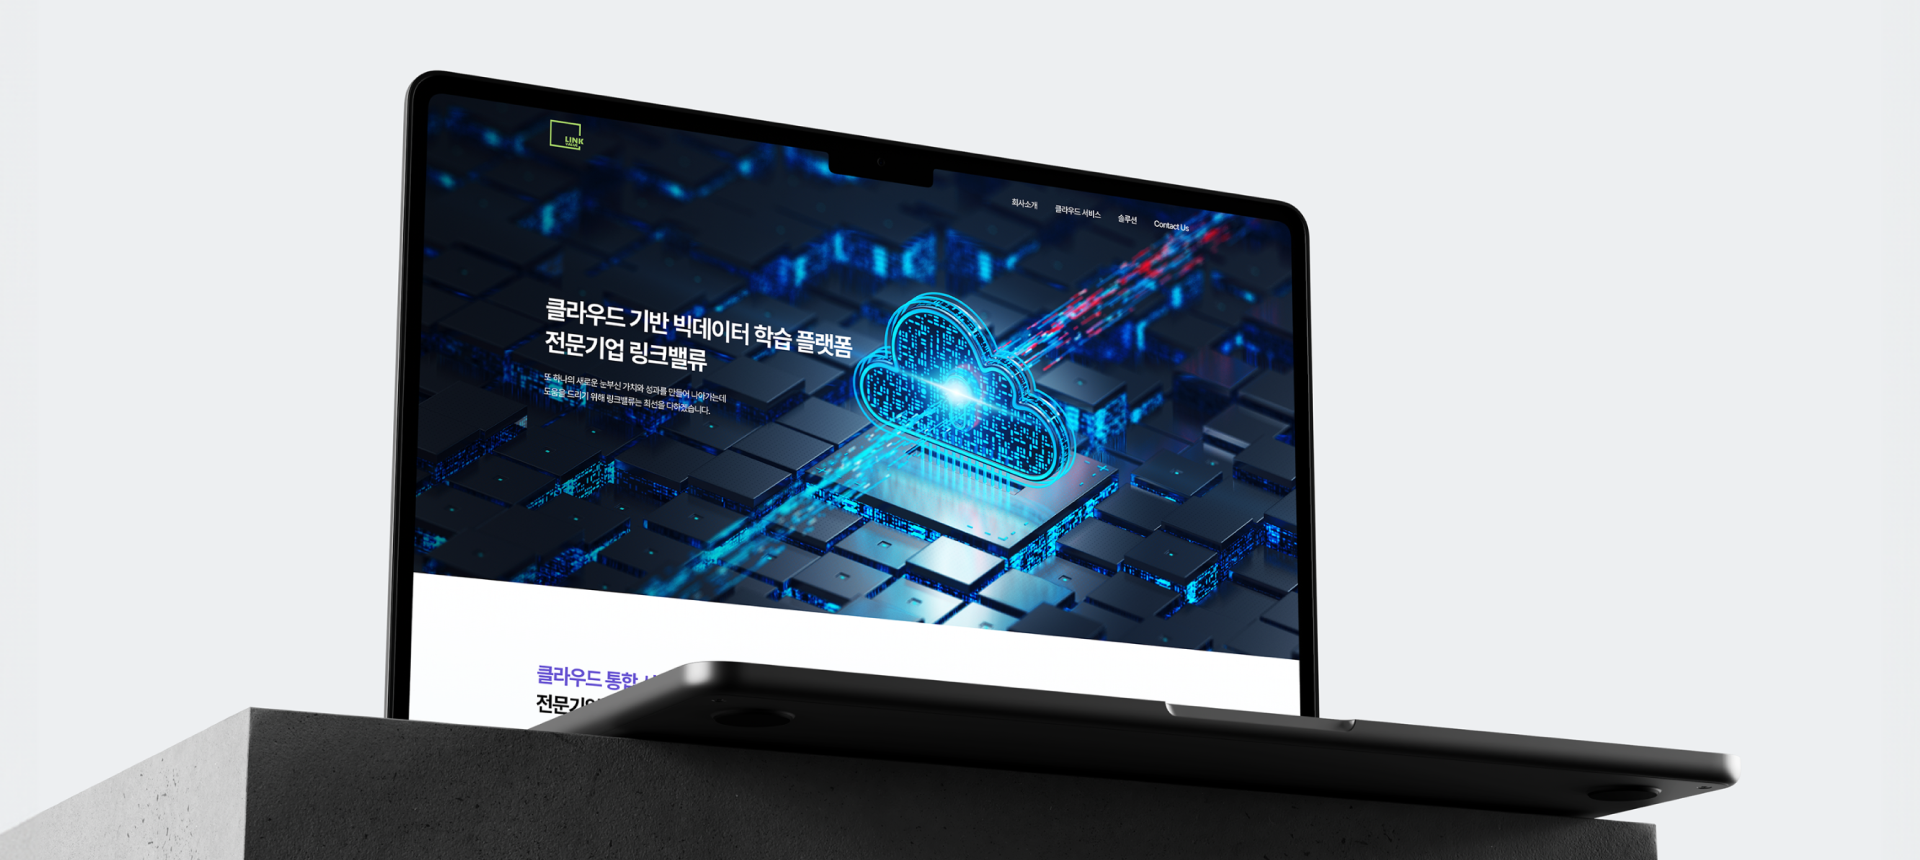 LINK
회사소개
클라우드 서비스
솔루션
Contact Us
클라우드 기반 빅데이터 학습 플랫폼
전문기업 링크밸류
또 하나의 새로운 눈부신 가치와 성과를 만들어 나아가는데
도움을 드리기 위해 링크밸류는 최선을 다하겠습니다.
클라우드 통합
전문기업